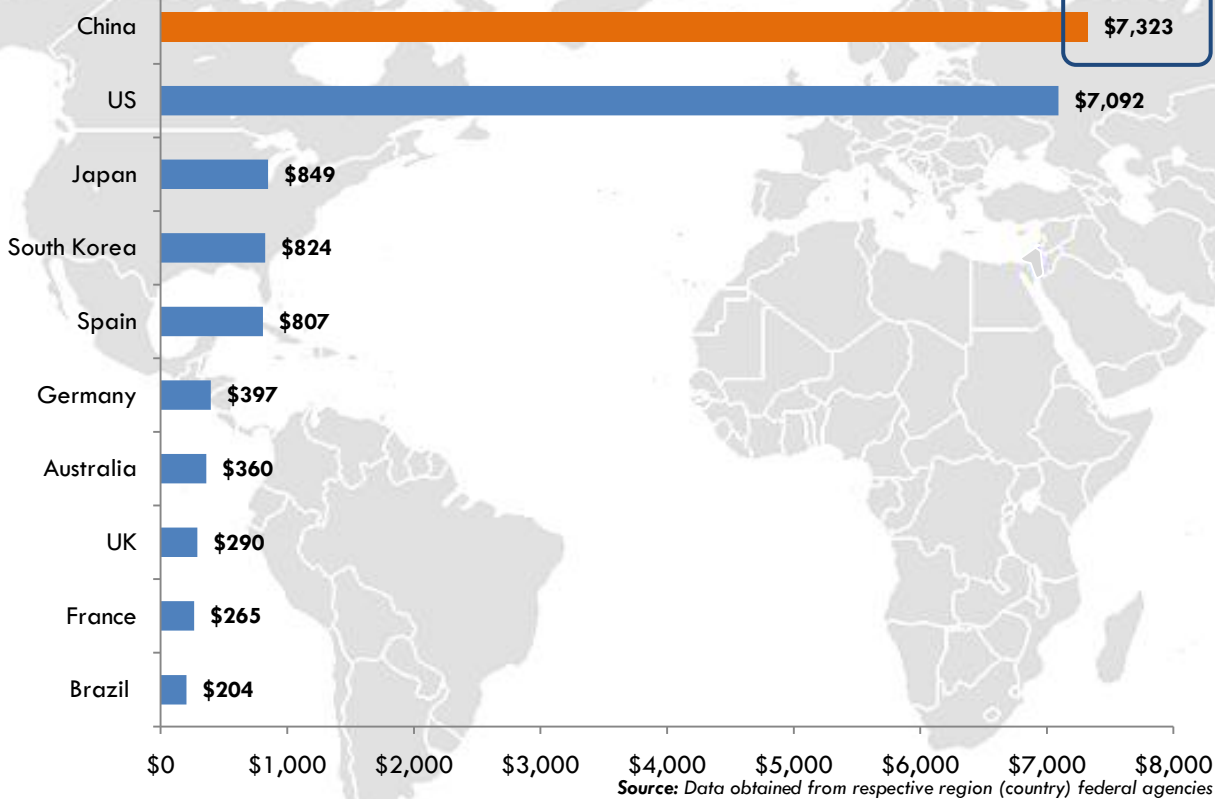 China $7,323
US $7,092
Japan $849
South Korea $824
Spain $807
Germany $397
Australia $360
UK $290
France $265
Brazil $204
$0 $1,000 $2,000 $3,000 $4,000 $5,000 $6,000 $7,000 $8,000
Source: Data obtained from respective region (country) federal agencies